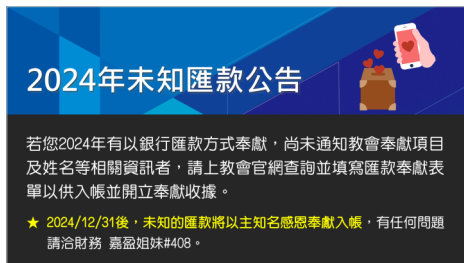 2024年未知匯款公告
若您2024年有以銀行匯款方式奉獻，尚未通知教會奉獻項目
及姓名等相關資訊者，請上教會官網查詢並填寫匯款奉獻表
單以供入帳並開立奉獻收據。
★ 2024/12/31後，未知的匯款將以主知名感恩奉獻入帳，有任何問題
請洽財務 嘉盈姐妹#408。